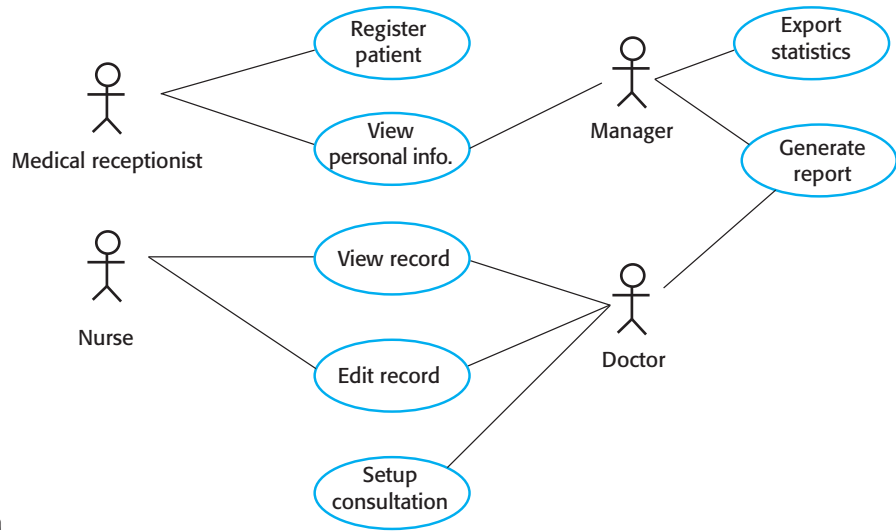 Register
patient
Export
statistics
Manager
View
personal info.
Medical receptionist
Generate
report
View record
Nurse
Doctor
Edit record
Setup
consultation